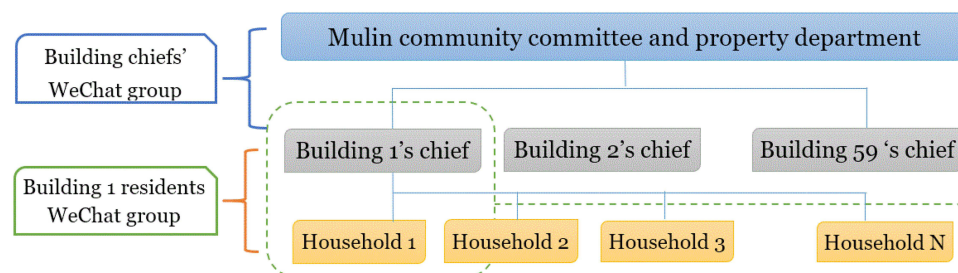 Mulin community committee and property department
Building chiefs’
WeChat group
Building 1’s chief
Building 2’s chief
Building 59 ‘s chief
Building 1 residents
WeChat group
Household 1
Household 2
Household 3
Household N